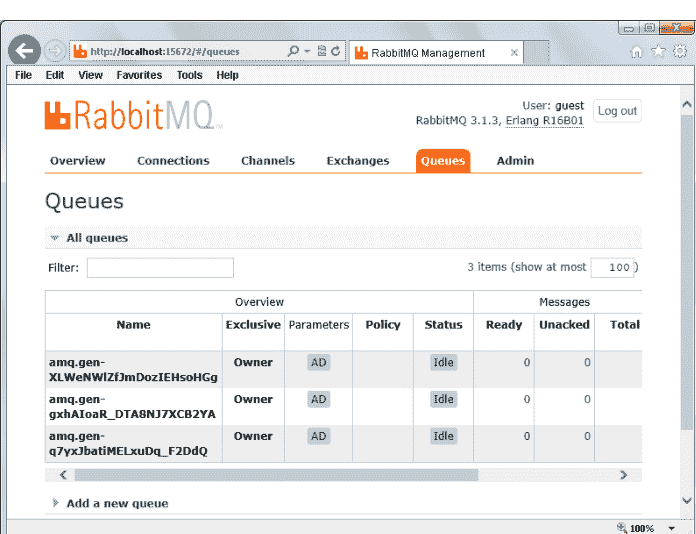 http://localhost:15672/#/queues
RabbitMQ Management
File Edit View Favorites Tools Help
RabbitMQ
User: guest
Log out
RabbitMQ 3.1.3, Erlang R16B01
Overview Connections Channels Exchanges Queues Admin
Queues
All queues
Filter:
3 items (show at most 100 )
Overview Messages
Name Exclusive Parameters Policy Status Ready Unacked Total
amq.gen-
XLWeNWlZfJmDozIEHsoHGg Owner AD Idle 0 0
amq.gen-
gxhAIoaR_DTA8NJ7XCB2YA Owner AD Idle 0 0
amq.gen-
q7yxJbatiMELxuDq_F2DdQ Owner AD Idle 0 0
Add a new queue
100%